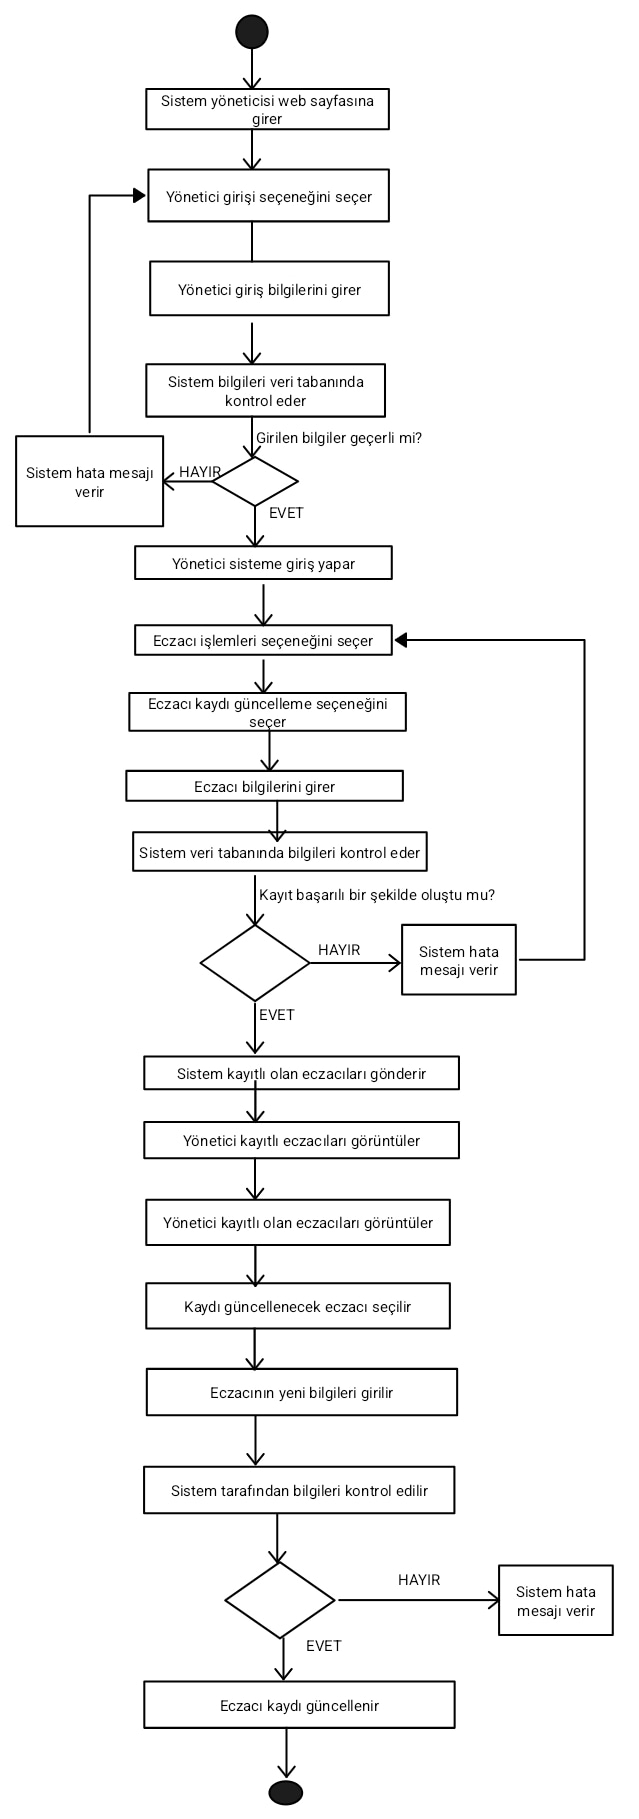 Sistem yöneticisi web sayfasına
girer
Yönetici girişi seçeneğini seçer
Yönetici giriş bilgilerini girer
Sistem bilgileri veri tabanında
kontrol eder
Girilen bilgiler geçerli mi?
HAYIR
Sistem hata mesajı
verir
EVET
Yönetici sisteme giriş yapar
Eczacı işlemleri seçeneğini seçer
Eczacı kaydı güncelleme seçeneğini
seçer
Eczacı bilgilerini girer
Sistem veri tabanında bilgileri kontrol eder
Kayıt başarılı bir şekilde oluştu mu?
HAYIR
Sistem hata
mesajı verir
EVET
Sistem kayıtlı olan eczacıları gönderir
Yönetici kayıtlı eczacıları görüntüler
Yönetici kayıtlı olan eczacıları görüntüler
Kaydı güncellenecek eczacı seçilir
Eczacının yeni bilgileri girilir
Sistem tarafından bilgileri kontrol edilir
HAYIR
Sistem hata
mesajı verir
EVET
Eczacı kaydı güncellenir